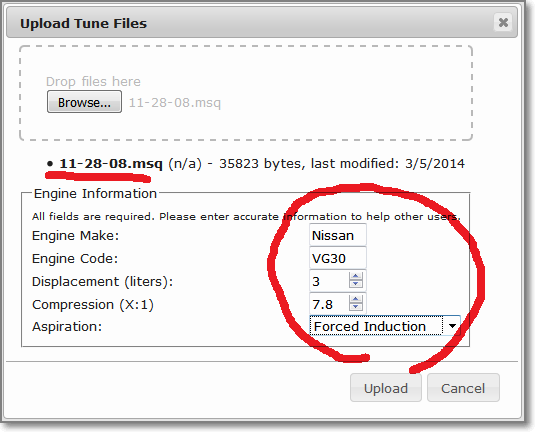 Upload Tune Files
Drop files here
Browse... 11-28-08.msq
• 11-28-08.msq (n/a) - 35823 bytes, last modified: 3/5/2014
Engine Information
All fields are required. Please enter accurate information to help other users.
Engine Make: Nissan
Engine Code: VG30
Displacement (liters): 3
Compression (X:1) 7.8
Aspiration: Forced Induction
Upload Cancel